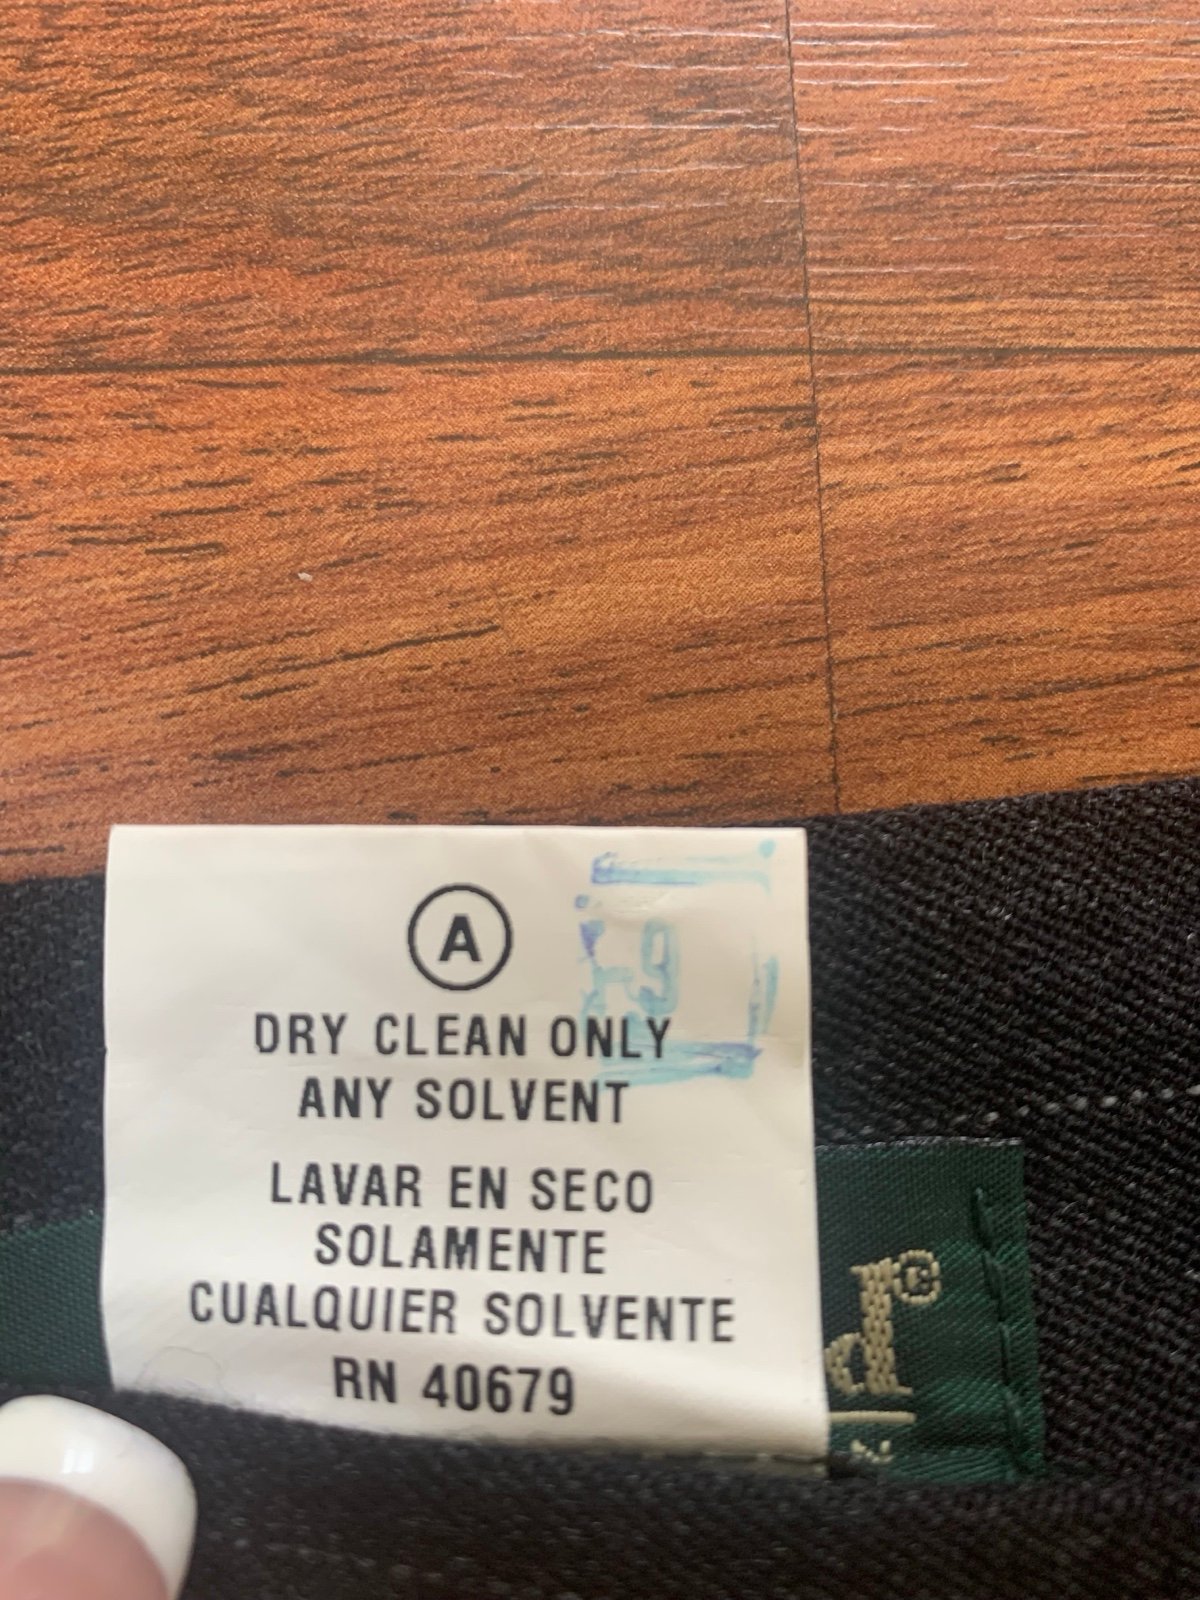 A
DRY CLEAN ONLY
ANY SOLVENT
LAVAR EN SECO
SOLAMENTE
CUALQUIER SOLVENTE
RN 40679
®